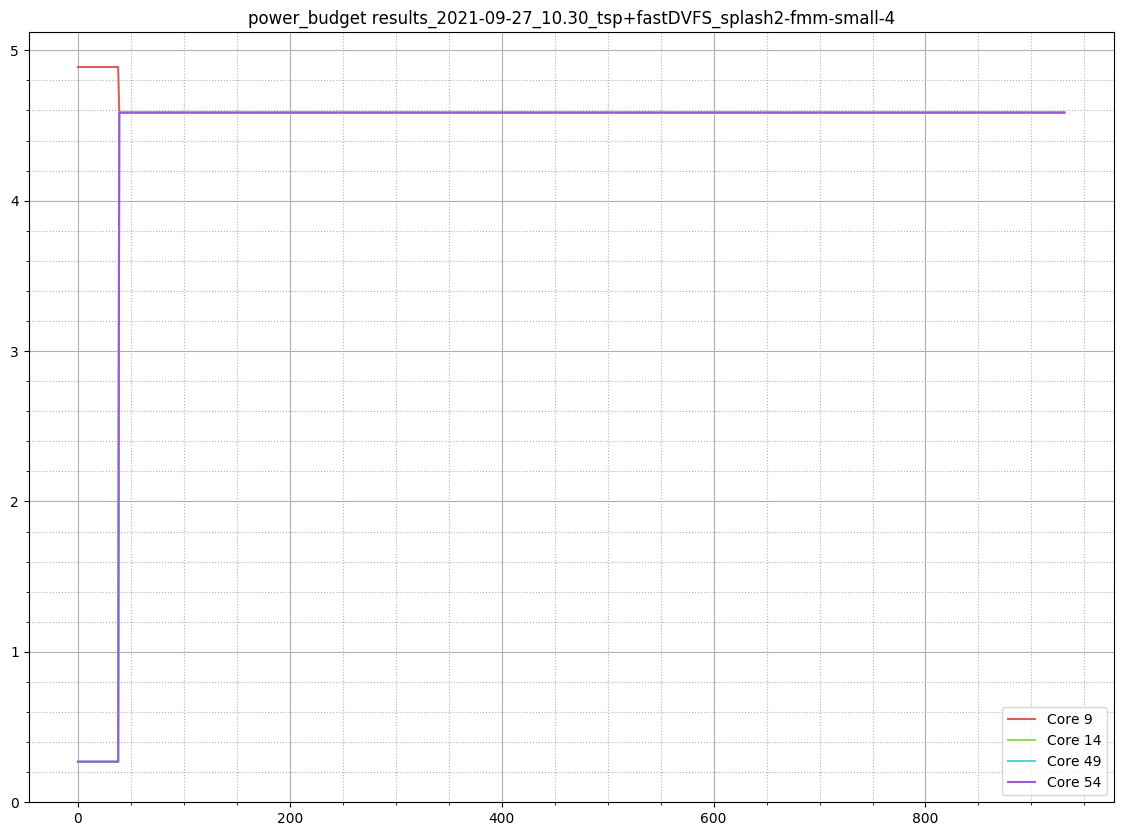 power_budget results_2021-09-27_10.30_tsp+fastDVFS_splash2-fmm-small-4
5
4
3
2
1
0
Core 9
Core 14
Core 49
Core 54
0 200 400 600 800